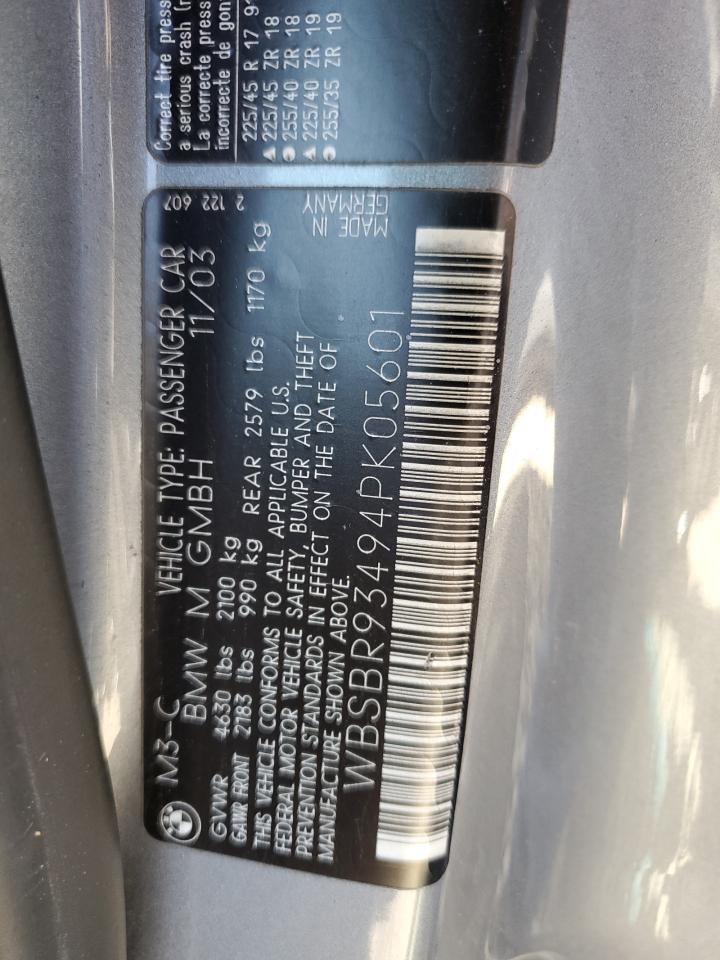 Correct tire press
a serious crash (r
La correcte press
incorrecte de gon
225/45 R 17 91
▲ 225/45 ZR 18
● 255/40 ZR 18
▲ 225/40 ZR 19
● 255/35 ZR 19
M3-C VEHICLE TYPE: PASSENGER CAR
BMW M GMBH 11/03
GVWR 4630 lbs 2100 kg
GAWR FRONT 2183 lbs 990 kg REAR 2579 lbs 1170 kg
THIS VEHICLE CONFORMS TO ALL APPLICABLE U.S.
FEDERAL MOTOR VEHICLE SAFETY, BUMPER AND THEFT
PREVENTION STANDARDS IN EFFECT ON THE DATE OF
MANUFACTURE SHOWN ABOVE.
WBSBR93494PK05601
2 122 607
MADE IN
GERMANY